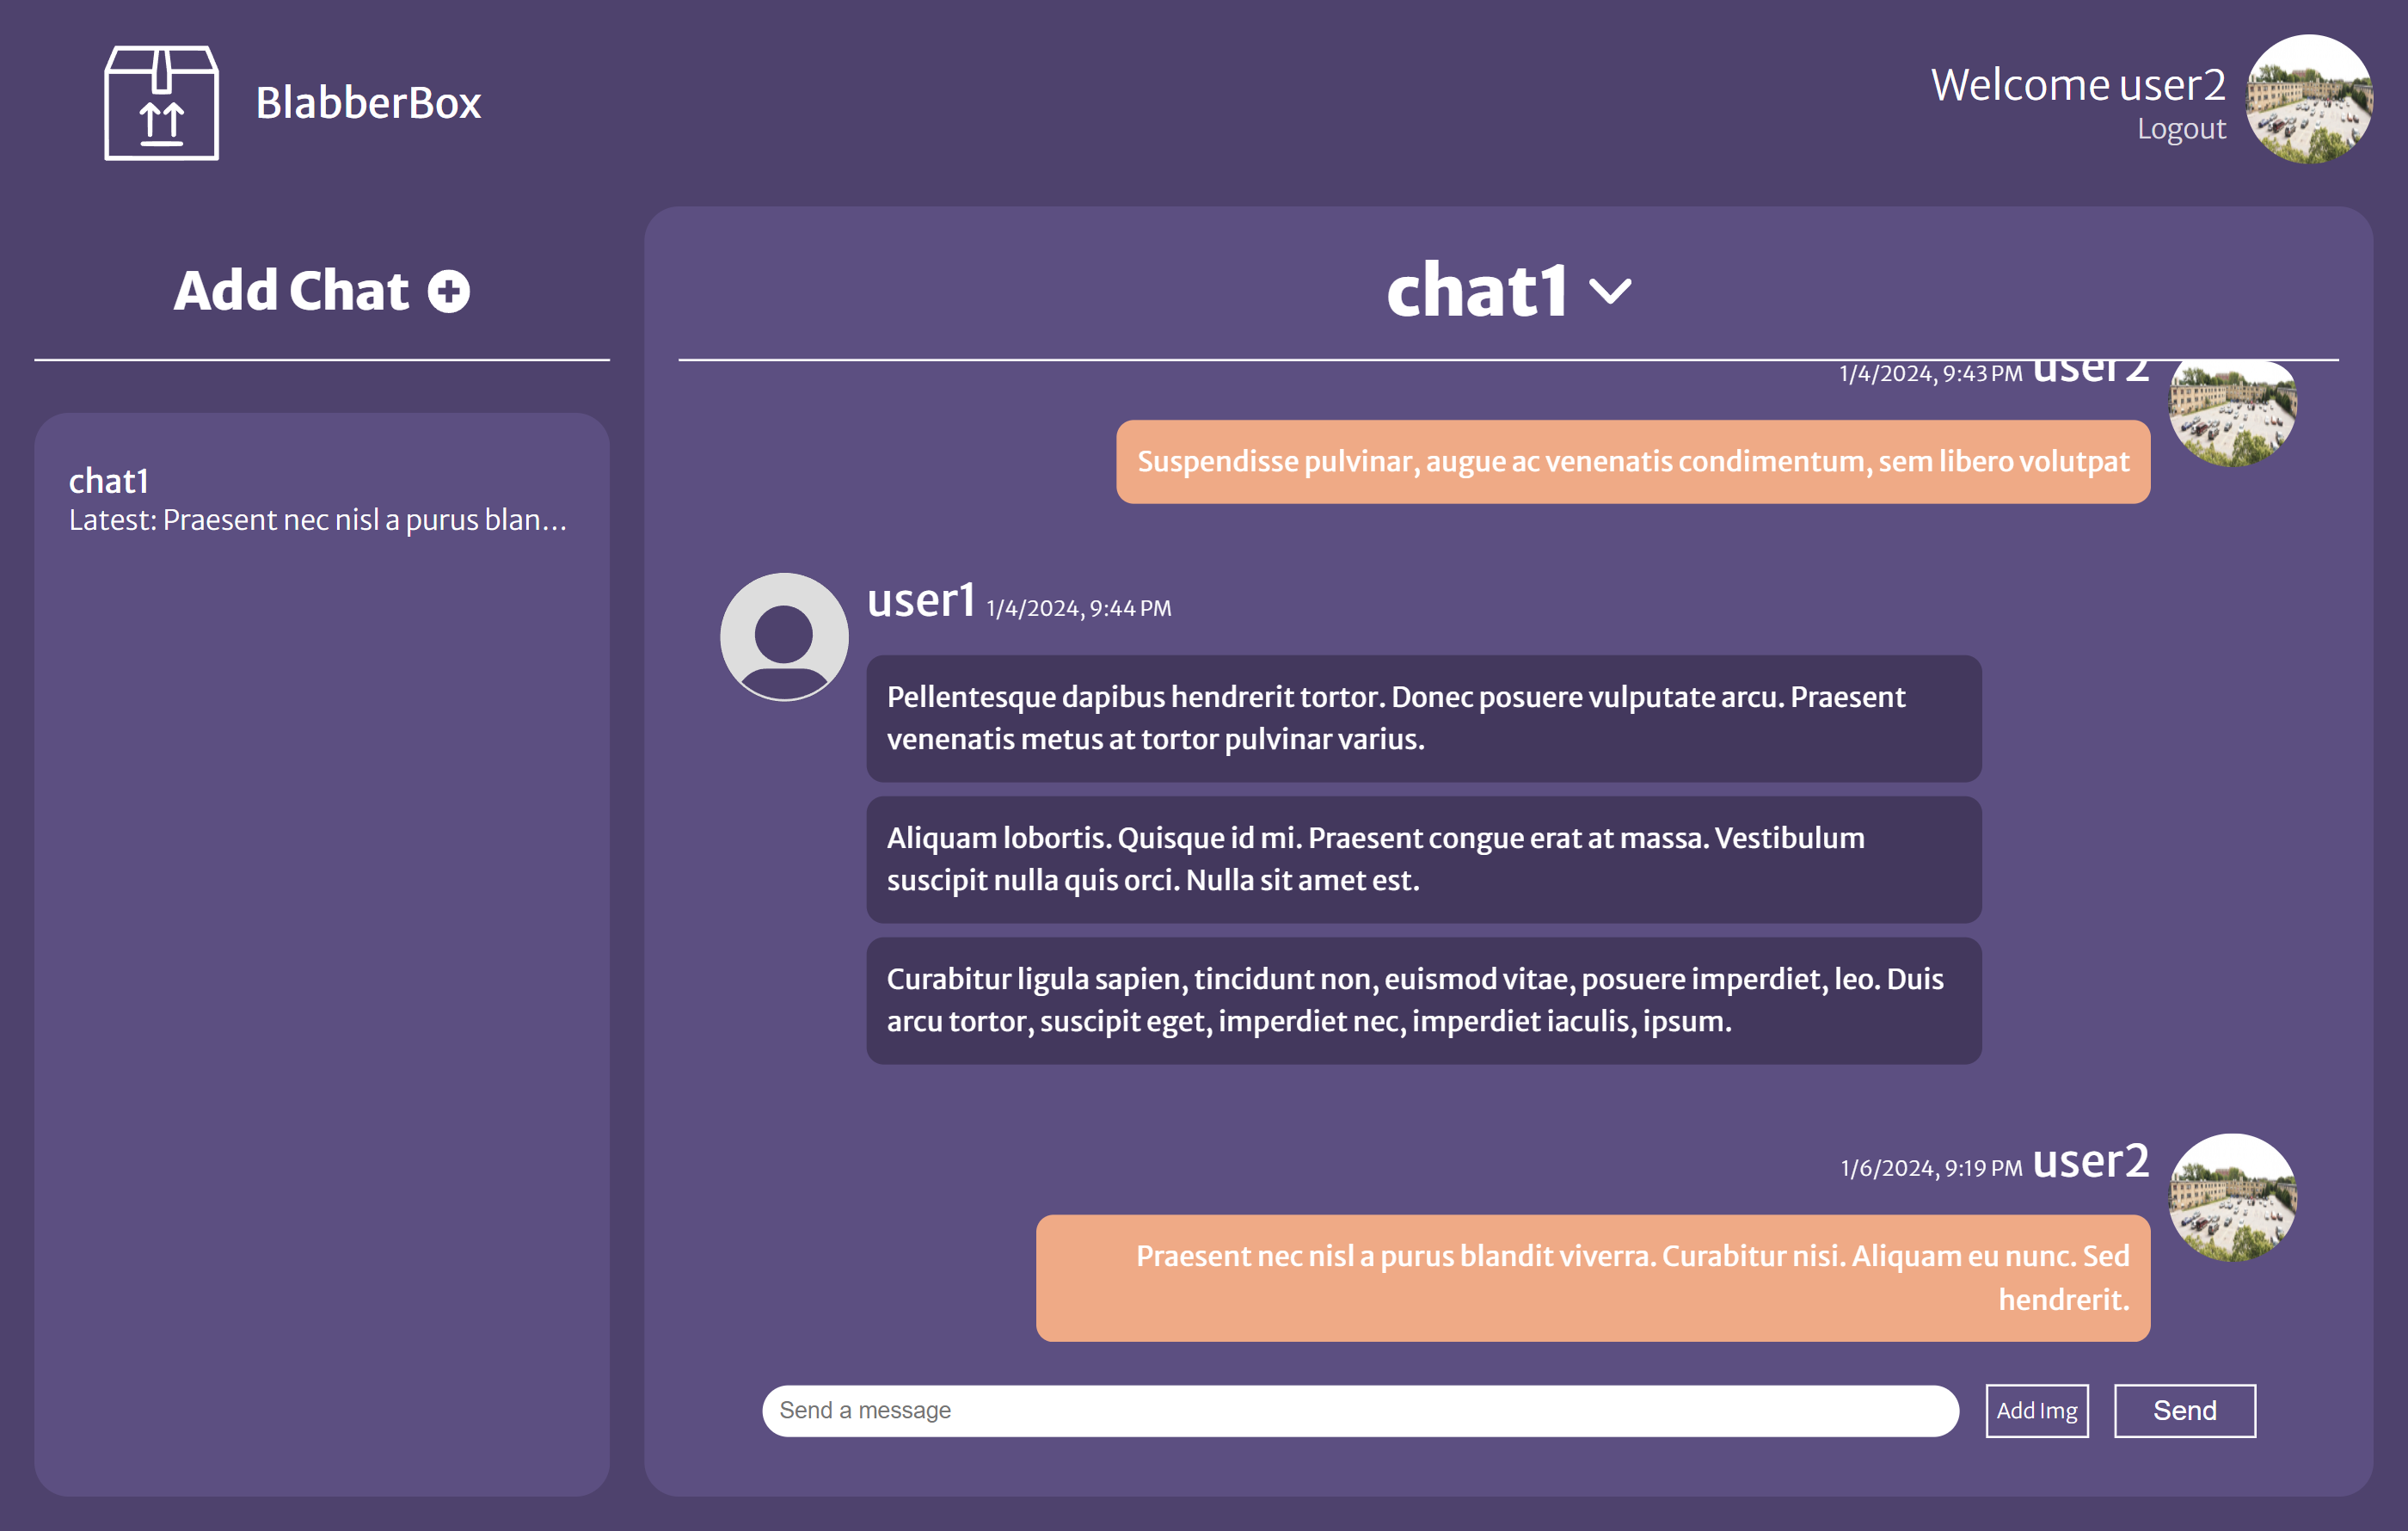 BlabberBox
Welcome user2
Logout
Add Chat
chat1
Latest: Praesent nec nisl a purus blan...
chat1
1/4/2024, 9:43 PM user2
Suspendisse pulvinar, augue ac venenatis condimentum, sem libero volutpat
user1 1/4/2024, 9:44 PM
Pellentesque dapibus hendrerit tortor. Donec posuere vulputate arcu. Praesent
venenatis metus at tortor pulvinar varius.
Aliquam lobortis. Quisque id mi. Praesent congue erat at massa. Vestibulum
suscipit nulla quis orci. Nulla sit amet est.
Curabitur ligula sapien, tincidunt non, euismod vitae, posuere imperdiet, leo. Duis
arcu tortor, suscipit eget, imperdiet nec, imperdiet iaculis, ipsum.
1/6/2024, 9:19 PM user2
Praesent nec nisl a purus blandit viverra. Curabitur nisi. Aliquam eu nunc. Sed
hendrerit.
Send a message
Add Img
Send